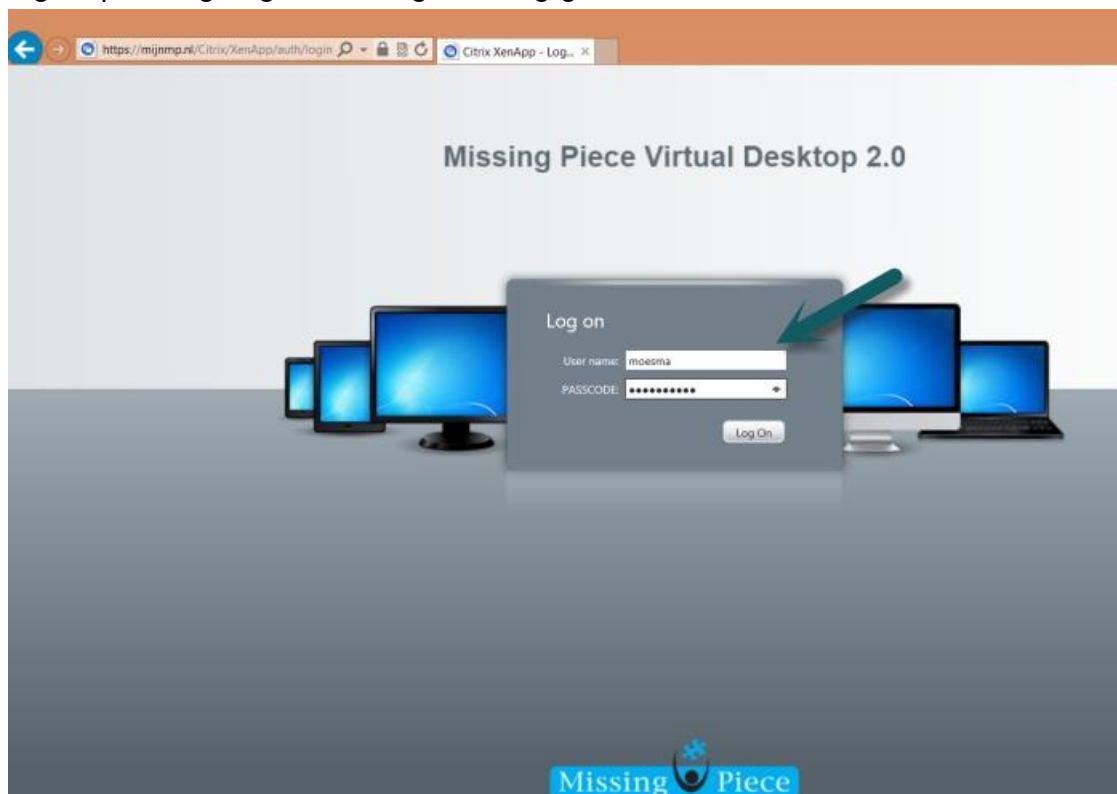 https://mijnmp.nl/Citrix/XenApp/auth/login
Citrix XenApp - Log...
Missing Piece Virtual Desktop 2.0
Log on
User name: moesma
PASSCODE: ••••••••••
Log On
Missing Piece